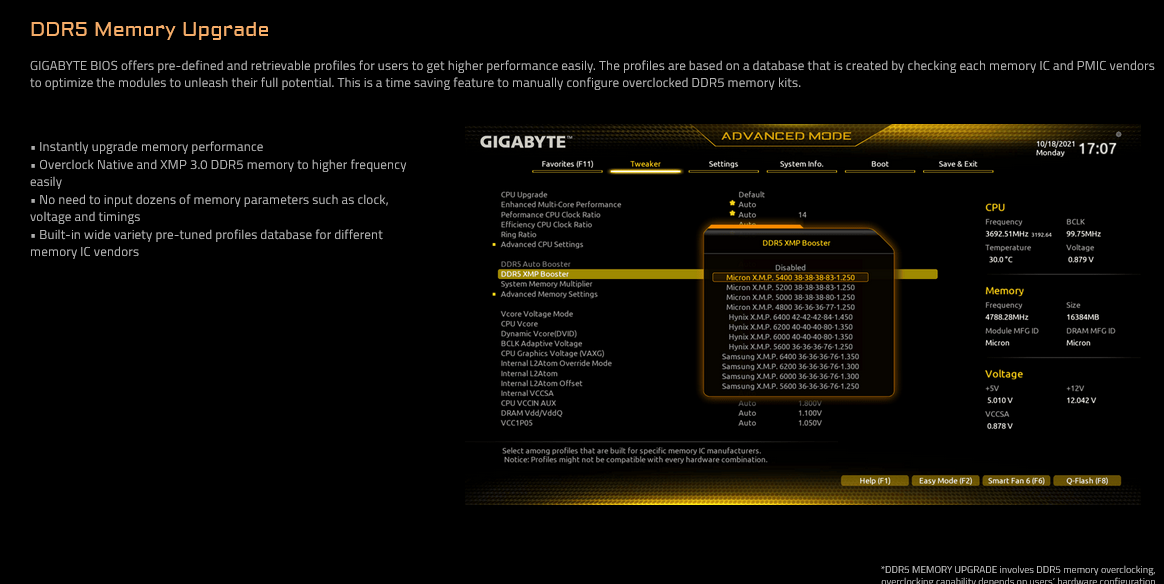 DDR5 Memory Upgrade
GIGABYTE BIOS offers pre-defined and retrievable profiles for users to get higher performance easily. The profiles are based on a database that is created by checking each memory IC and PMIC vendors
to optimize the modules to unleash their full potential. This is a time saving feature to manually configure overclocked DDR5 memory kits.
▪ Instantly upgrade memory performance
▪ Overclock Native and XMP 3.0 DDR5 memory to higher frequency
easily
▪ No need to input dozens of memory parameters such as clock,
voltage and timings
▪ Built-in wide variety pre-tuned profiles database for different
memory IC vendors
GIGABYTE™
ADVANCED MODE
10/18/2021
Monday
17:07
Favorites (F11) Tweaker Settings System Info. Boot Save & Exit
CPU Upgrade Default
Enhanced Multi-Core Performance Auto
Peformance CPU Clock Ratio Auto 14
Efficiency CPU Clock Ratio Auto
Ring Ratio
Advanced CPU Settings
DDR5 Auto Booster
DDR5 XMP Booster
System Memory Multiplier
Advanced Memory Settings
Vcore Voltage Mode
CPU Vcore
Dynamic Vcore(DVID)
BCLK Adaptive Voltage
CPU Graphics Voltage (VAXG)
Internal L2Atom Override Mode
Internal L2Atom
Internal L2Atom Offset
Internal VCCSA
CPU VCCIN AUX Auto 1.800V
DRAM Vdd/VddQ Auto 1.100V
VCC1P05 Auto 1.050V
DDR5 XMP Booster
Disabled
Micron X.M.P. 5400 38-38-38-83-1.250
Micron X.M.P. 5200 38-38-38-83-1.250
Micron X.M.P. 5000 38-38-38-80-1.250
Micron X.M.P. 4800 36-36-36-77-1.250
Hynix X.M.P. 6400 42-42-42-84-1.450
Hynix X.M.P. 6200 40-40-40-80-1.350
Hynix X.M.P. 6000 40-40-40-80-1.350
Hynix X.M.P. 5600 36-36-36-76-1.250
Samsung X.M.P. 6400 36-36-36-76-1.350
Samsung X.M.P. 6200 36-36-36-76-1.300
Samsung X.M.P. 6000 36-36-36-76-1.300
Samsung X.M.P. 5600 36-36-36-76-1.250
CPU
Frequency BCLK
3692.51MHz 3192.64 99.75MHz
Temperature Voltage
30.0 °C 0.879 V
Memory
Frequency Size
4788.28MHz 16384MB
Module MFG ID DRAM MFG ID
Micron Micron
Voltage
+5V +12V
5.010 V 12.042 V
VCCSA
0.878 V
Select among profiles that are built for specific memory IC manufacturers.
Notice: Profiles might not be compatible with every hardware combination.
Help (F1) Easy Mode (F2) Smart Fan 6 (F6) Q-Flash (F8)
*DDR5 MEMORY UPGRADE involves DDR5 memory overclocking,
overclocking capability depends on users' hardware configuration